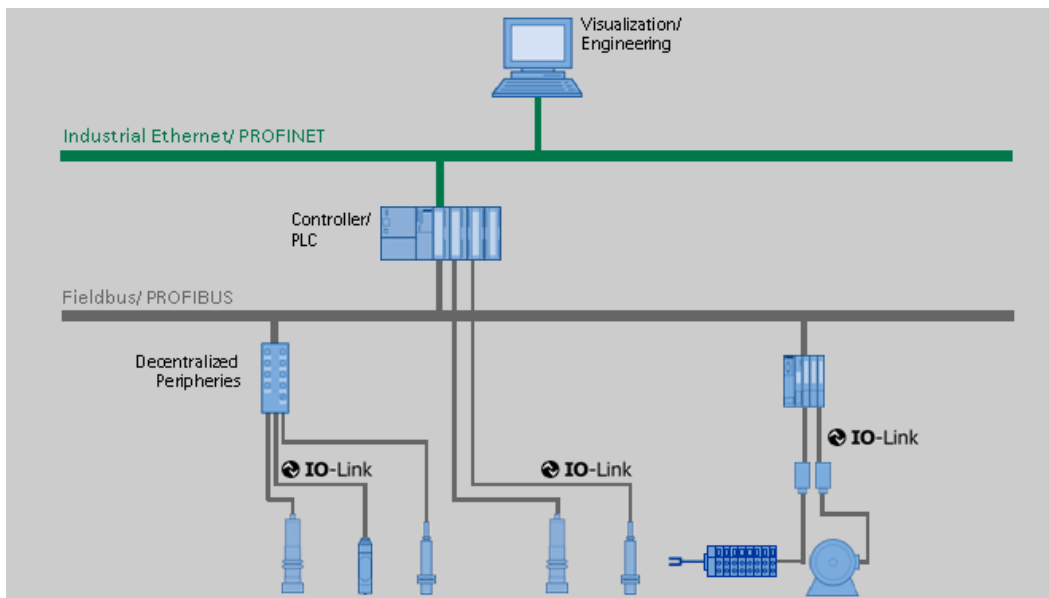 Visualization/
Engineering
Industrial Ethernet/ PROFINET
Controller/
PLC
Fieldbus/ PROFIBUS
Decentralized
Peripheries
IO-Link
IO-Link
IO-Link